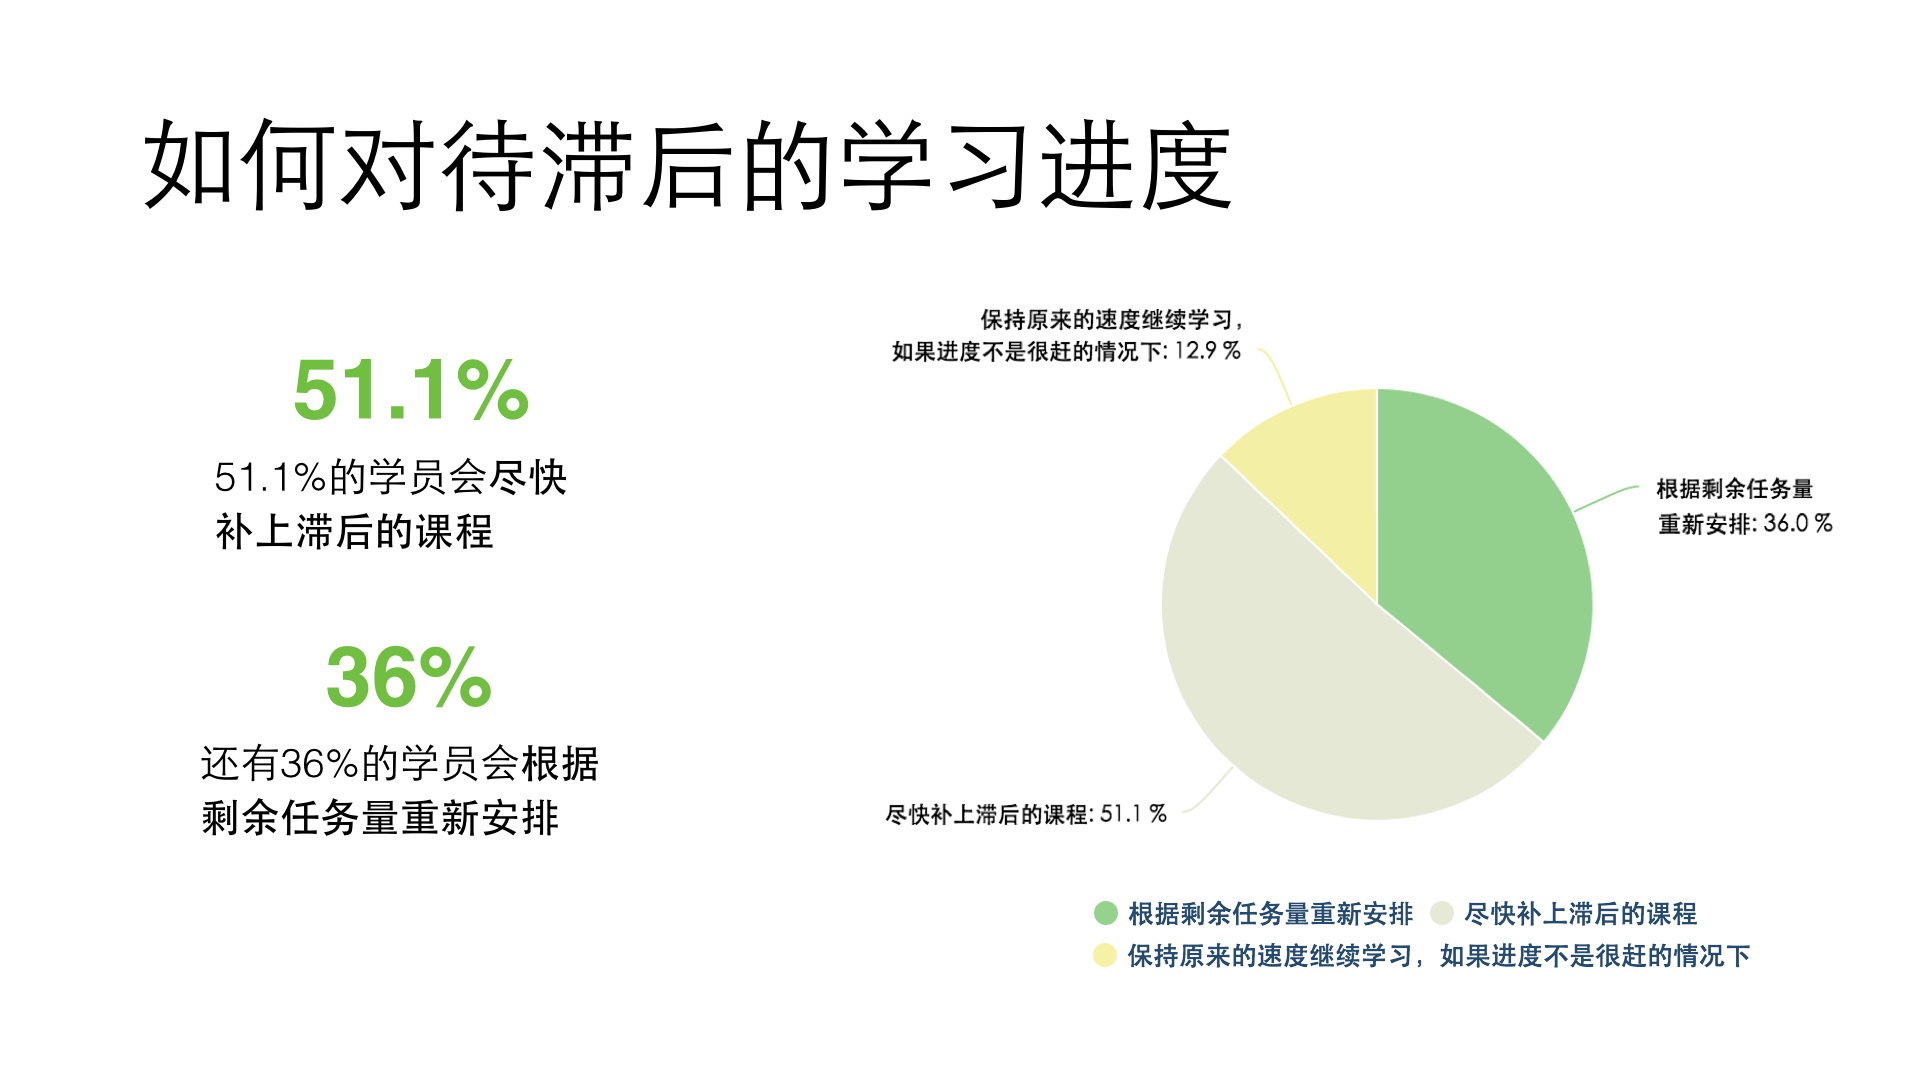 如何对待滞后的学习进度
51.1%
51.1%的学员会尽快
补上滞后的课程
36%
还有36%的学员会根据
剩余任务量重新安排
保持原来的速度继续学习，
如果进度不是很赶的情况下: 12.9 %
根据剩余任务量
重新安排: 36.0 %
尽快补上滞后的课程: 51.1 %
根据剩余任务量重新安排 尽快补上滞后的课程
保持原来的速度继续学习，如果进度不是很赶的情况下